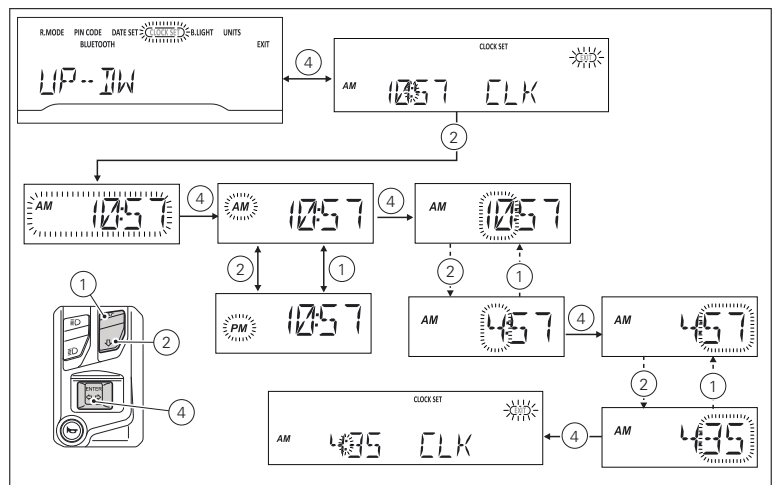 R.MODE PIN CODE DATE SET CLOCK SET B.LIGHT UNITS
BLUETOOTH EXIT
UP--DW
4
CLOCK SET
EXIT
AM 10:57 CLK
2
AM 10:57
4
AM 10:57
4
AM 10:57
2
1
PM 10:57
2
1
AM 4:57
4
AM 4:57
1
2
ENTER
4
2
1
CLOCK SET
EXIT
AM 4:35 CLK
4
AM 4:35